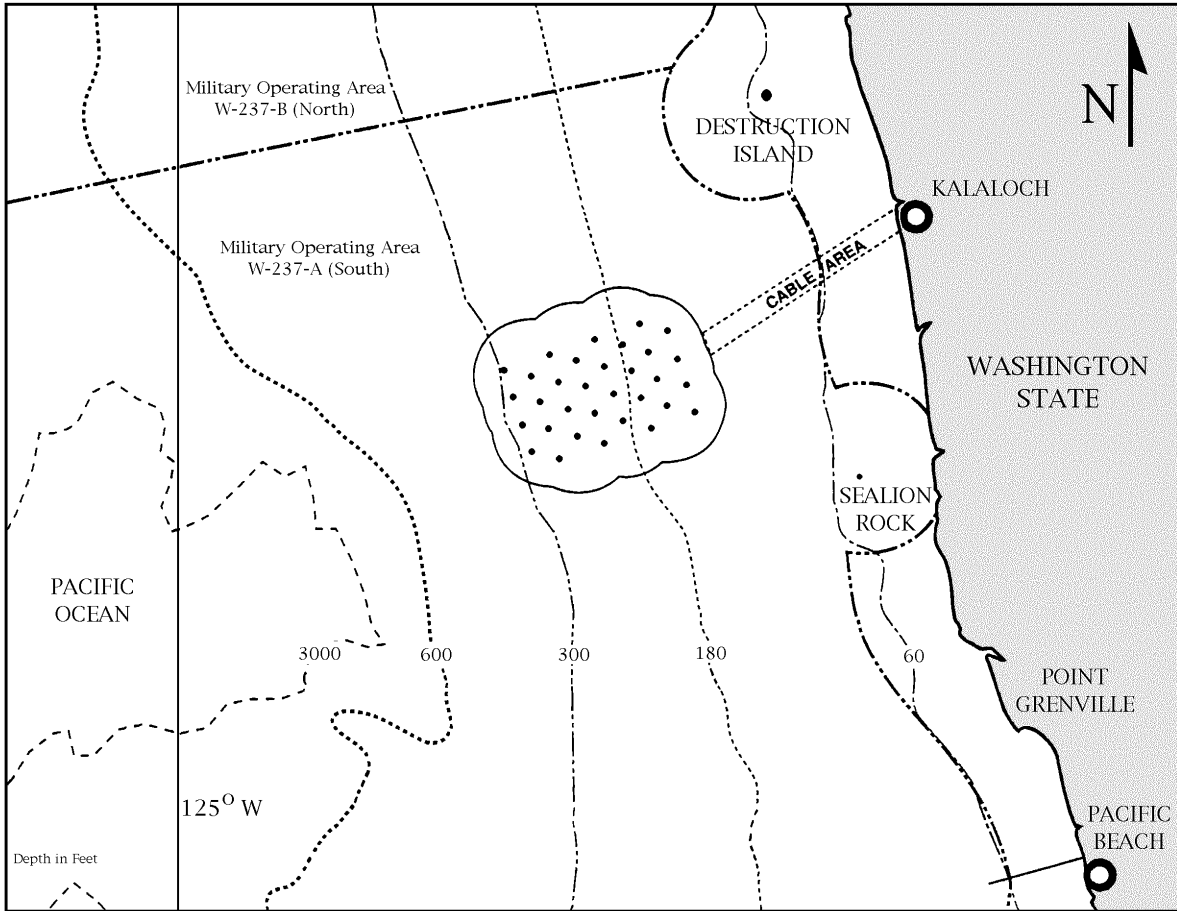 Military Operating Area
W-237-B (North)
N
DESTRUCTION
ISLAND
KALALOCH
Military Operating Area
W-237-A (South)
CABLE AREA
WASHINGTON
STATE
SEALION
ROCK
PACIFIC
OCEAN
3000
600
300
180
60
POINT
GRENVILLE
125° W
PACIFIC
BEACH
Depth in Feet